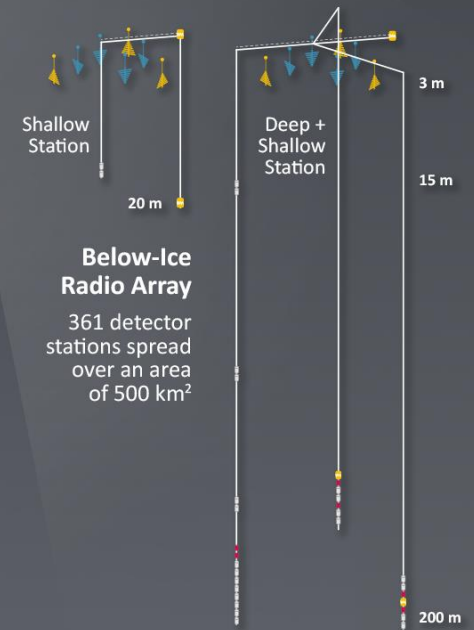 Shallow
Station
20 m
Deep +
Shallow
Station
3 m
15 m
Below-Ice
Radio Array
361 detector
stations spread
over an area
of 500 km²
200 m